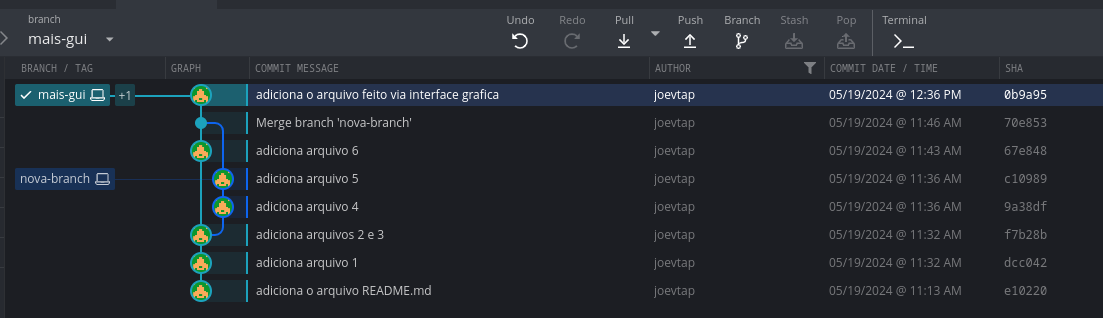 branch
mais-gui
Undo Redo Pull Push Branch Stash Pop Terminal
BRANCH / TAG GRAPH COMMIT MESSAGE AUTHOR COMMIT DATE / TIME SHA
mais-gui +1 adiciona o arquivo feito via interface grafica joevtap 05/19/2024 @ 12:36 PM 0b9a95
Merge branch 'nova-branch' joevtap 05/19/2024 @ 11:46 AM 70e853
adiciona arquivo 6 joevtap 05/19/2024 @ 11:43 AM 67e848
nova-branch adiciona arquivo 5 joevtap 05/19/2024 @ 11:36 AM c10989
adiciona arquivo 4 joevtap 05/19/2024 @ 11:36 AM 9a38df
adiciona arquivos 2 e 3 joevtap 05/19/2024 @ 11:32 AM f7b28b
adiciona arquivo 1 joevtap 05/19/2024 @ 11:32 AM dcc042
adiciona o arquivo README.md joevtap 05/19/2024 @ 11:13 AM e10220